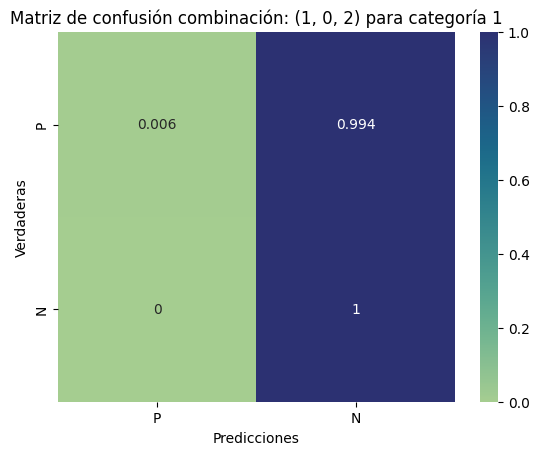 Matriz de confusión combinación: (1, 0, 2) para categoría 1
1.0
P
0.006
0.994
0.8
Verdaderas
0.6
0.4
N
0
1
0.2
0.0
P
N
Predicciones